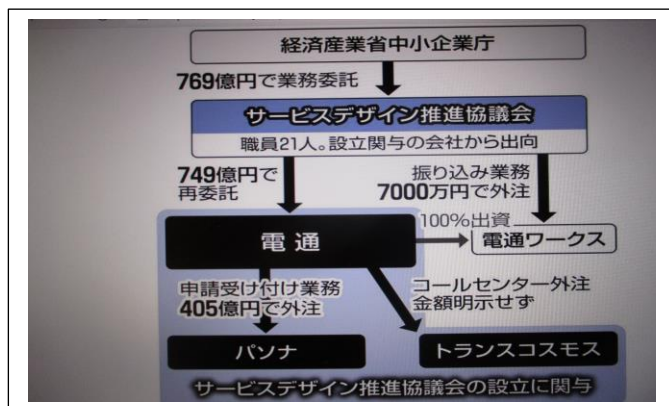 経済産業省中小企業庁
769億円で業務委託
サービスデザイン推進協議会
職員21人。設立関与の会社から出向
749億円で
再委託
振り込み業務
7000万円で外注
100%出資
電通
電通ワークス
申請受け付け業務
405億円で外注
コールセンター外注
金額明示せず
パソナ
トランスコスモス
サービスデザイン推進協議会の設立に関与